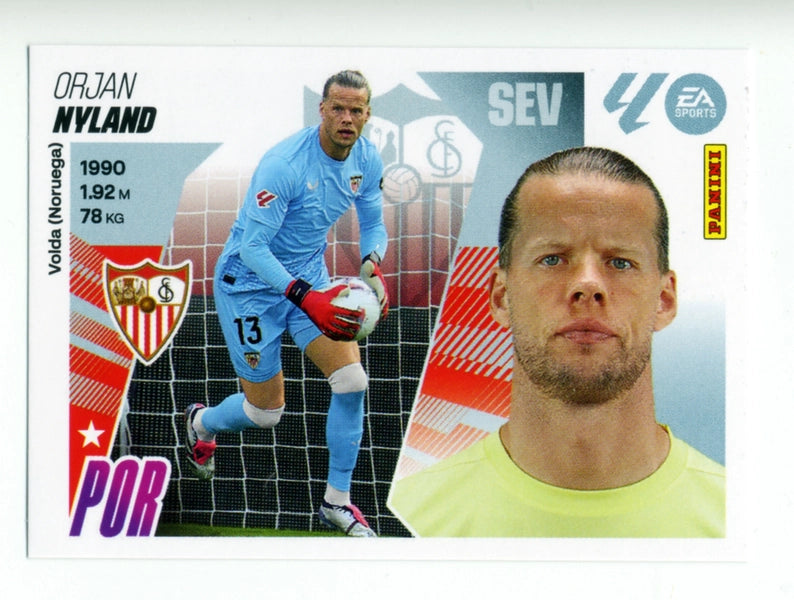 ORJAN
NYLAND
Volda (Noruega)
1990
1.92 M
78 KG
SEV
EA
SPORTS
PANINI
13
POR